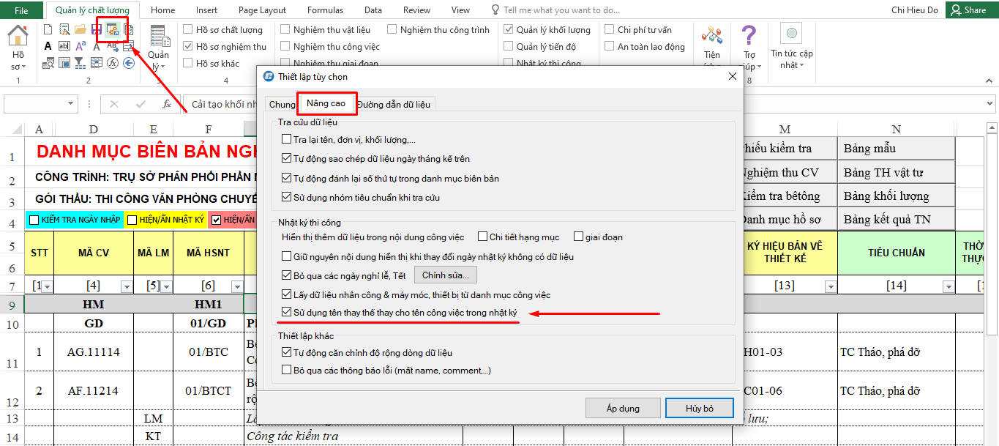 File Quản lý chất lượng Home Insert Page Layout Formulas Data Review View Tell me what you want to do... Chi Hieu Do Share
Hồ sơ
1
2
Quản lý
3
Hồ sơ chất lượng
Hồ sơ nghiệm thu
Hồ sơ khác
4
Nghiệm thu vật liệu
Nghiệm thu công việc
Nghiệm thu giai đoạn
Nghiệm thu công trình
Quản lý khối lượng
Quản lý tiến độ
Nhật ký thi công
Chi phí tư vấn
An toàn lao động
Tiện
Trợ giúp
8
Tin tức cập nhật
fx Cải tạo khối nh
A D E F M N
DANH MỤC BIÊN BẢN NGH
CÔNG TRÌNH: TRỤ SỞ PHÂN PHỐI PHẦN M
GÓI THẦU: THI CÔNG VĂN PHÒNG CHUYÊ
KIỂM TRA NGÀY NHẬP HIỆN/ẨN NHẬT KÝ HIỆN/ẨN
hiếu kiểm tra Bảng mẫu
Nghiệm thu CV Bảng TH vật tư
Kiểm tra bêtông Bảng khối lượng
Danh mục hồ sơ Bảng kết quả TN
STT MÃ CV MÃ LM MÃ HSNT
KÝ HIỆU BẢN VẼ THIẾT KẾ TIÊU CHUẨN THỜ
THỰC
[1 [4] [5] [6] [13] [14] [1
1
2
3
4
5
6
7
9 HM HM1
10 GD 01/GD
11 1 AG.11114 01/BTC H01-03 TC Tháo, phá dỡ
12 2 AF.11214 01/BTCT C01-06 TC Tháo, phá dỡ
13 LM lưu;
14 KT Công tác kiểm tra
Thiết lập tùy chọn
Chung Nâng cao Đường dẫn dữ liệu
Tra cứu dữ liệu
Tra lại tên, đơn vị, khối lượng,...
Tự động sao chép dữ liệu ngày tháng kế trên
Tự động đánh lại số thứ tự trong danh mục biên bản
Sử dụng nhóm tiêu chuẩn khi tra cứu
Nhật ký thi công
Hiển thị thêm dữ liệu trong nội dung công việc Chi tiết hạng mục giai đoạn
Giữ nguyên nội dung hiển thị khi thay đổi ngày nhật ký không có dữ liệu
Bỏ qua các ngày nghỉ lễ, Tết Chỉnh sửa...
Lấy dữ liệu nhân công & máy móc, thiết bị từ danh mục công việc
Sử dụng tên thay thế thay cho tên công việc trong nhật ký
Thiết lập khác
Tự động căn chỉnh độ rộng dòng dữ liệu
Bỏ qua các thông báo lỗi (mất name, comment,...)
Áp dụng Hủy bỏ